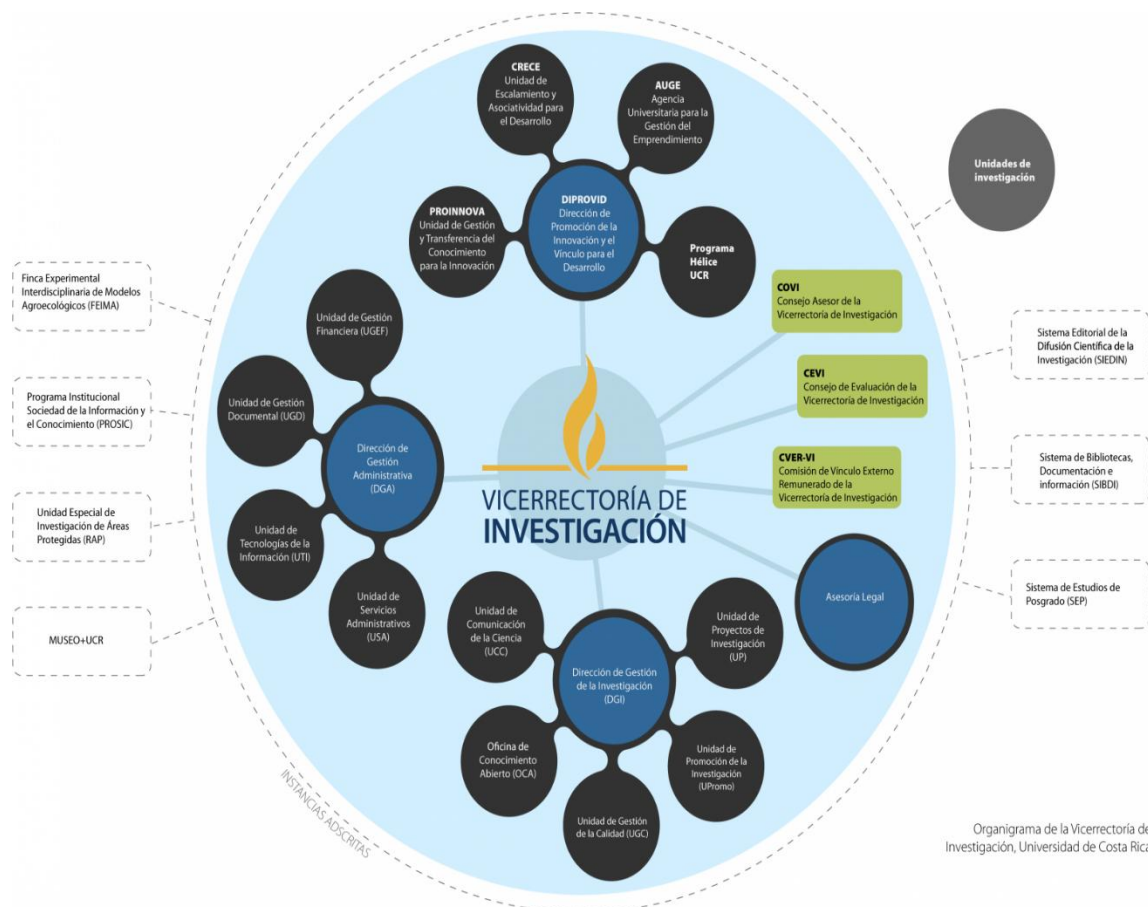 CRECE
Unidad de
Escalamiento y
Asociatividad para
el Desarrollo
AUGE
Agencia
Universitaria para la
Gestión del
Emprendimiento
PROINNOVA
Unidad de Gestión
y Transferencia del
Conocimiento
para la Innovación
DIPROVID
Dirección de
Promoción de la
Innovación y el
Vínculo para el
Desarrollo
Programa
Hélice
UCR
Unidades de
investigación
Finca Experimental
Interdisciplinaria de Modelos
Agroecológicos (FEIMA)
Programa Institucional
Sociedad de la Información y
el Conocimiento (PROSIC)
Unidad Especial de
Investigación de Áreas
Protegidas (RAP)
MUSEO+UCR
Unidad de Gestión
Financiera (UGEF)
Unidad de Gestión
Documental (UGD)
Dirección de
Gestión
Administrativa
(DGA)
Unidad de
Tecnologías de la
Información (UTI)
Unidad de
Servicios
Administrativos
(USA)
VICERRECTORÍA DE
INVESTIGACIÓN
COVI
Consejo Asesor de la
Vicerrectoría de Investigación
CEVI
Consejo de Evaluación de la
Vicerrectoría de Investigación
CVER-VI
Comisión de Vínculo Externo
Remunerado de la
Vicerrectoría de Investigación
Asesoría Legal
Sistema Editorial de la
Difusión Científica de la
Investigación (SIEDIN)
Sistema de Bibliotecas,
Documentación e
información (SIBDI)
Sistema de Estudios de
Posgrado (SEP)
Unidad de
Comunicación
de la Ciencia
(UCC)
Unidad de
Proyectos de
Investigación
(UP)
Dirección de Gestión
de la Investigación
(DGI)
Oficina de
Conocimiento
Abierto (OCA)
Unidad de
Promoción de la
Investigación
(UPromo)
Unidad de Gestión
de la Calidad (UGC)
INSTANCIAS ADSCRITAS
Organigrama de la Vicerrectoría de
Investigación, Universidad de Costa Rica